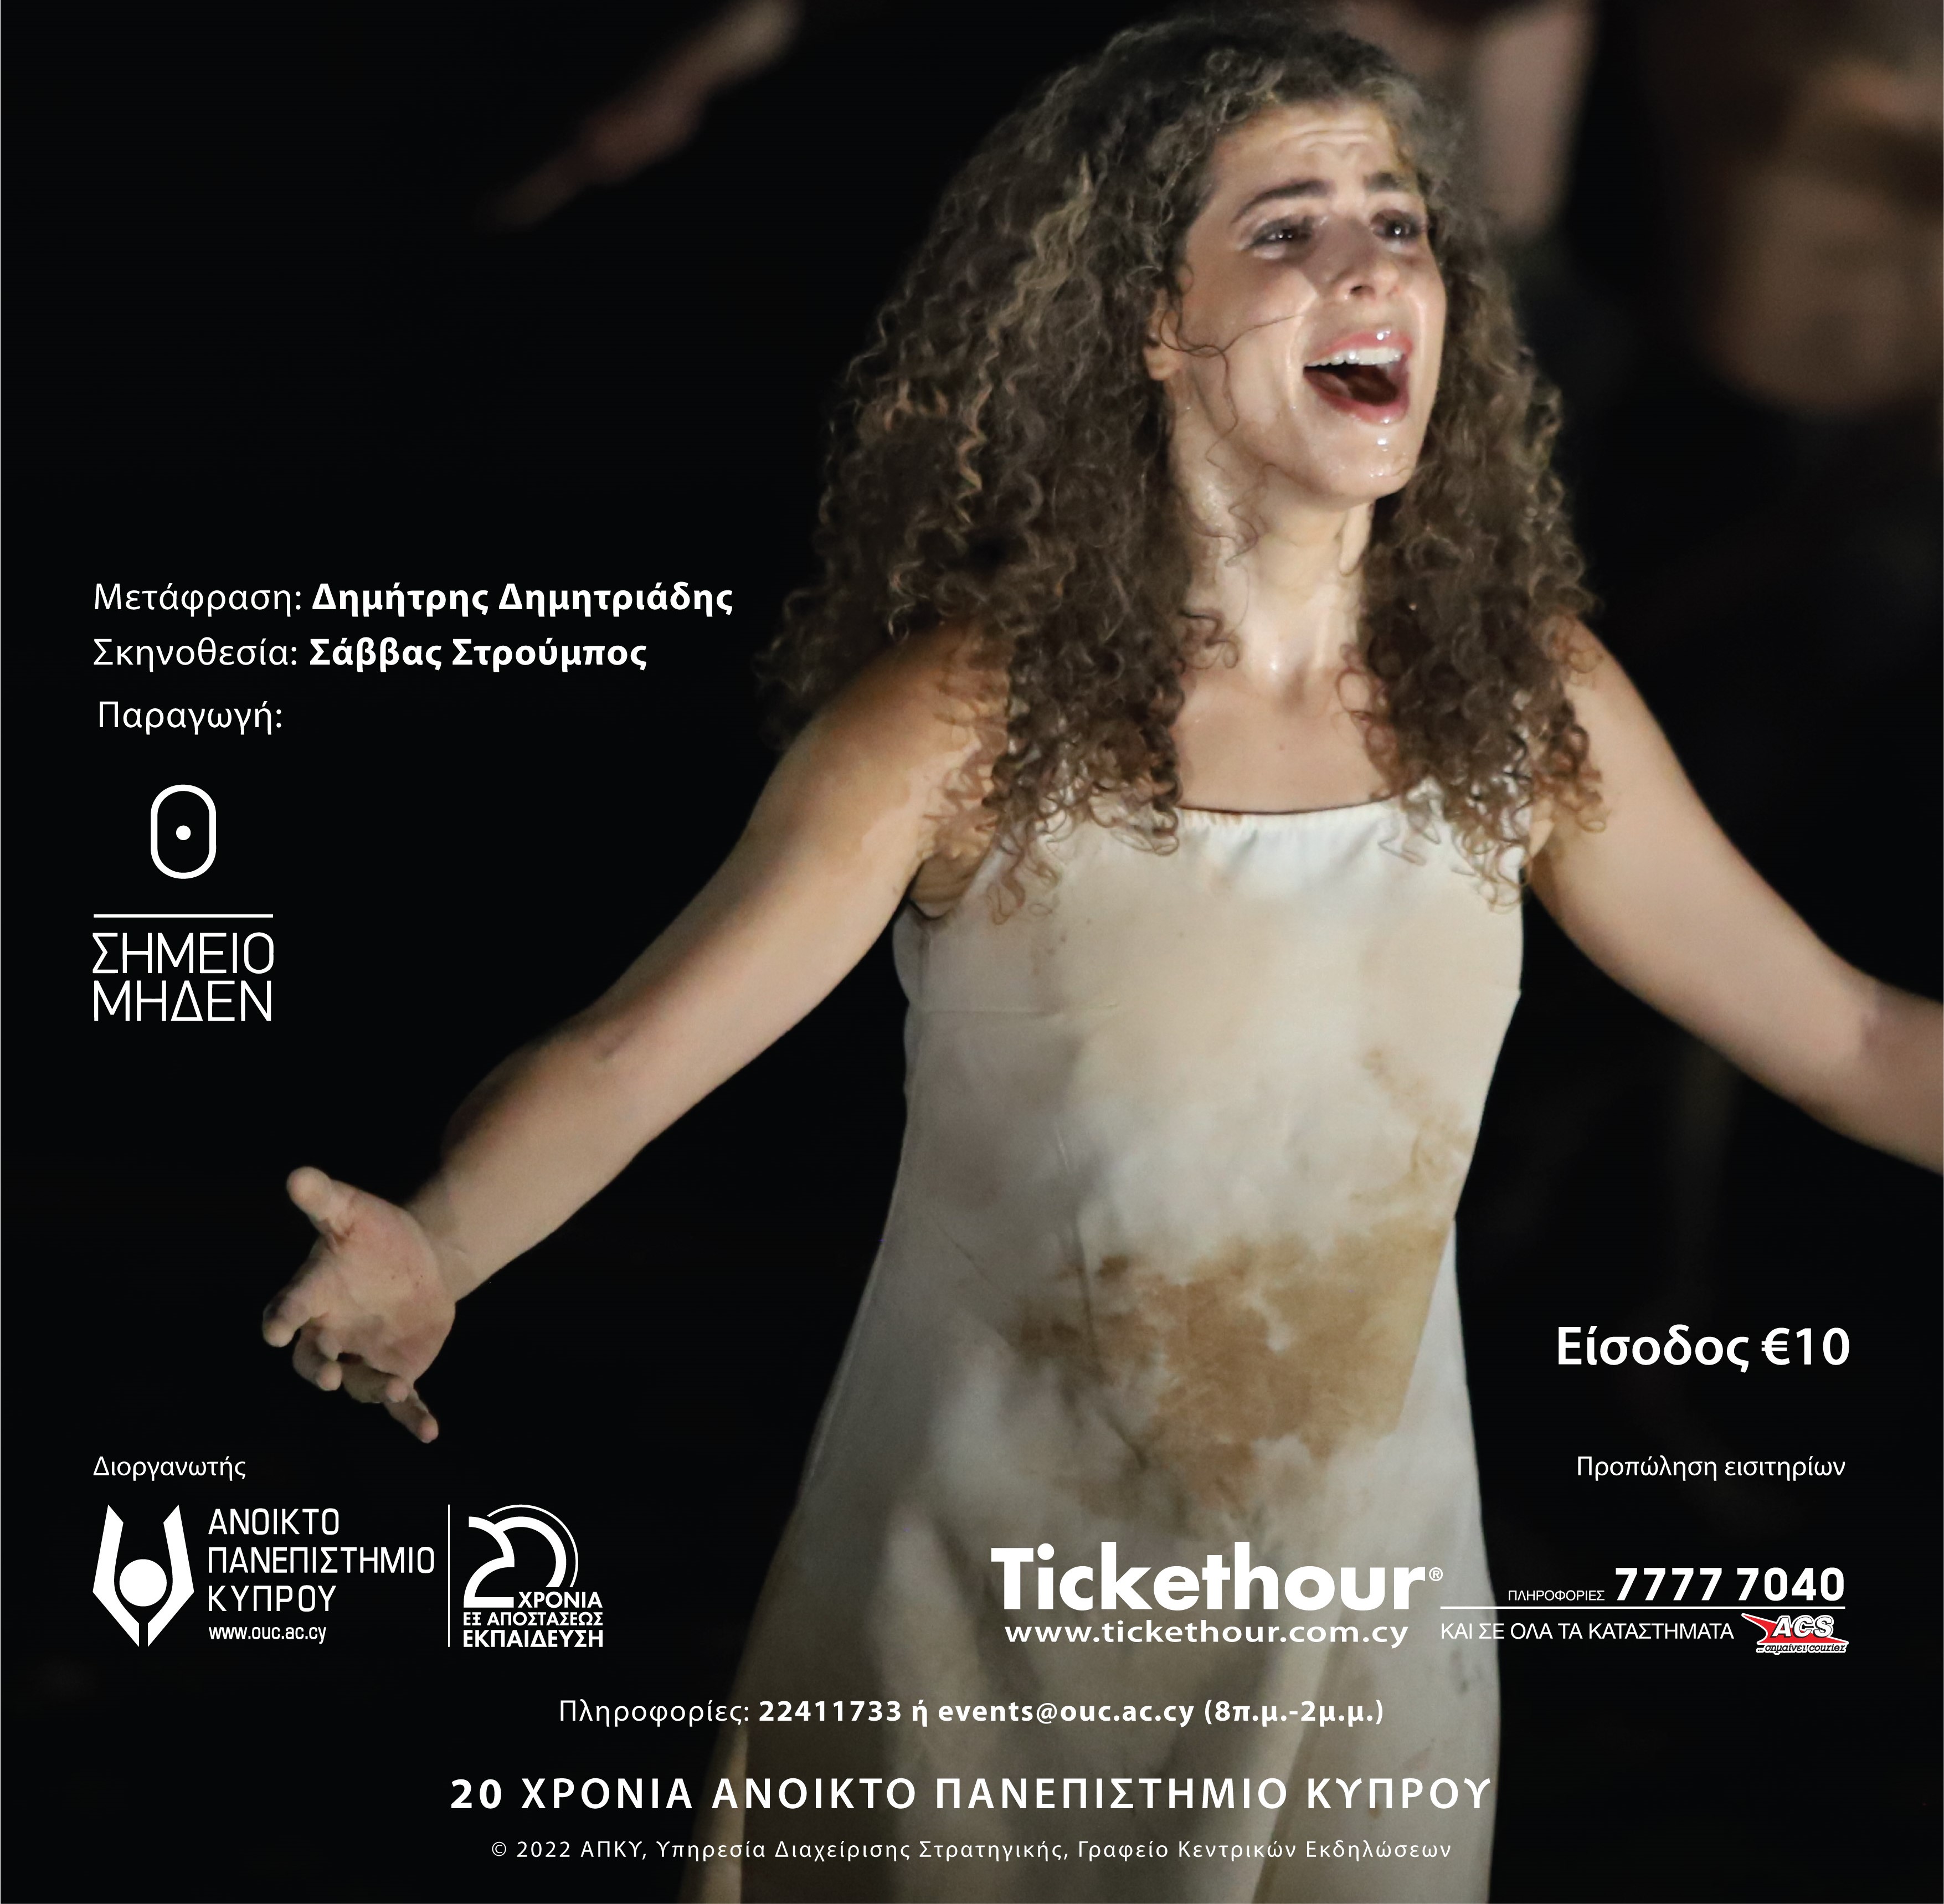 Μετάφραση: Δημήτρης Δημητριάδης
Σκηνοθεσία: Σάββας Στρούμπος
Παραγωγή:
ΣΗΜΕΙΟ
ΜΗΔΕΝ
Είσοδος €10
Διοργανωτής
ΑΝΟΙΚΤΟ
ΠΑΝΕΠΙΣΤΗΜΙΟ
ΚΥΠΡΟΥ
www.ouc.ac.cy
20
ΧΡΟΝΙΑ
ΕΞ ΑΠΟΣΤΑΣΕΩΣ
ΕΚΠΑΙΔΕΥΣΗ
Προπώληση εισιτηρίων
Tickethour®
www.tickethour.com.cy
ΠΛΗΡΟΦΟΡΙΕΣ 7777 7040
ΚΑΙ ΣΕ ΟΛΑ ΤΑ ΚΑΤΑΣΤΗΜΑΤΑ ACS
...σημαίνει courier
Πληροφορίες: 22411733 ή events@ouc.ac.cy (8π.μ.-2μ.μ.)
20 ΧΡΟΝΙΑ ΑΝΟΙΚΤΟ ΠΑΝΕΠΙΣΤΗΜΙΟ ΚΥΠΡΟΥ
© 2022 ΑΠΚΥ, Υπηρεσία Διαχείρισης Στρατηγικής, Γραφείο Κεντρικών Εκδηλώσεων